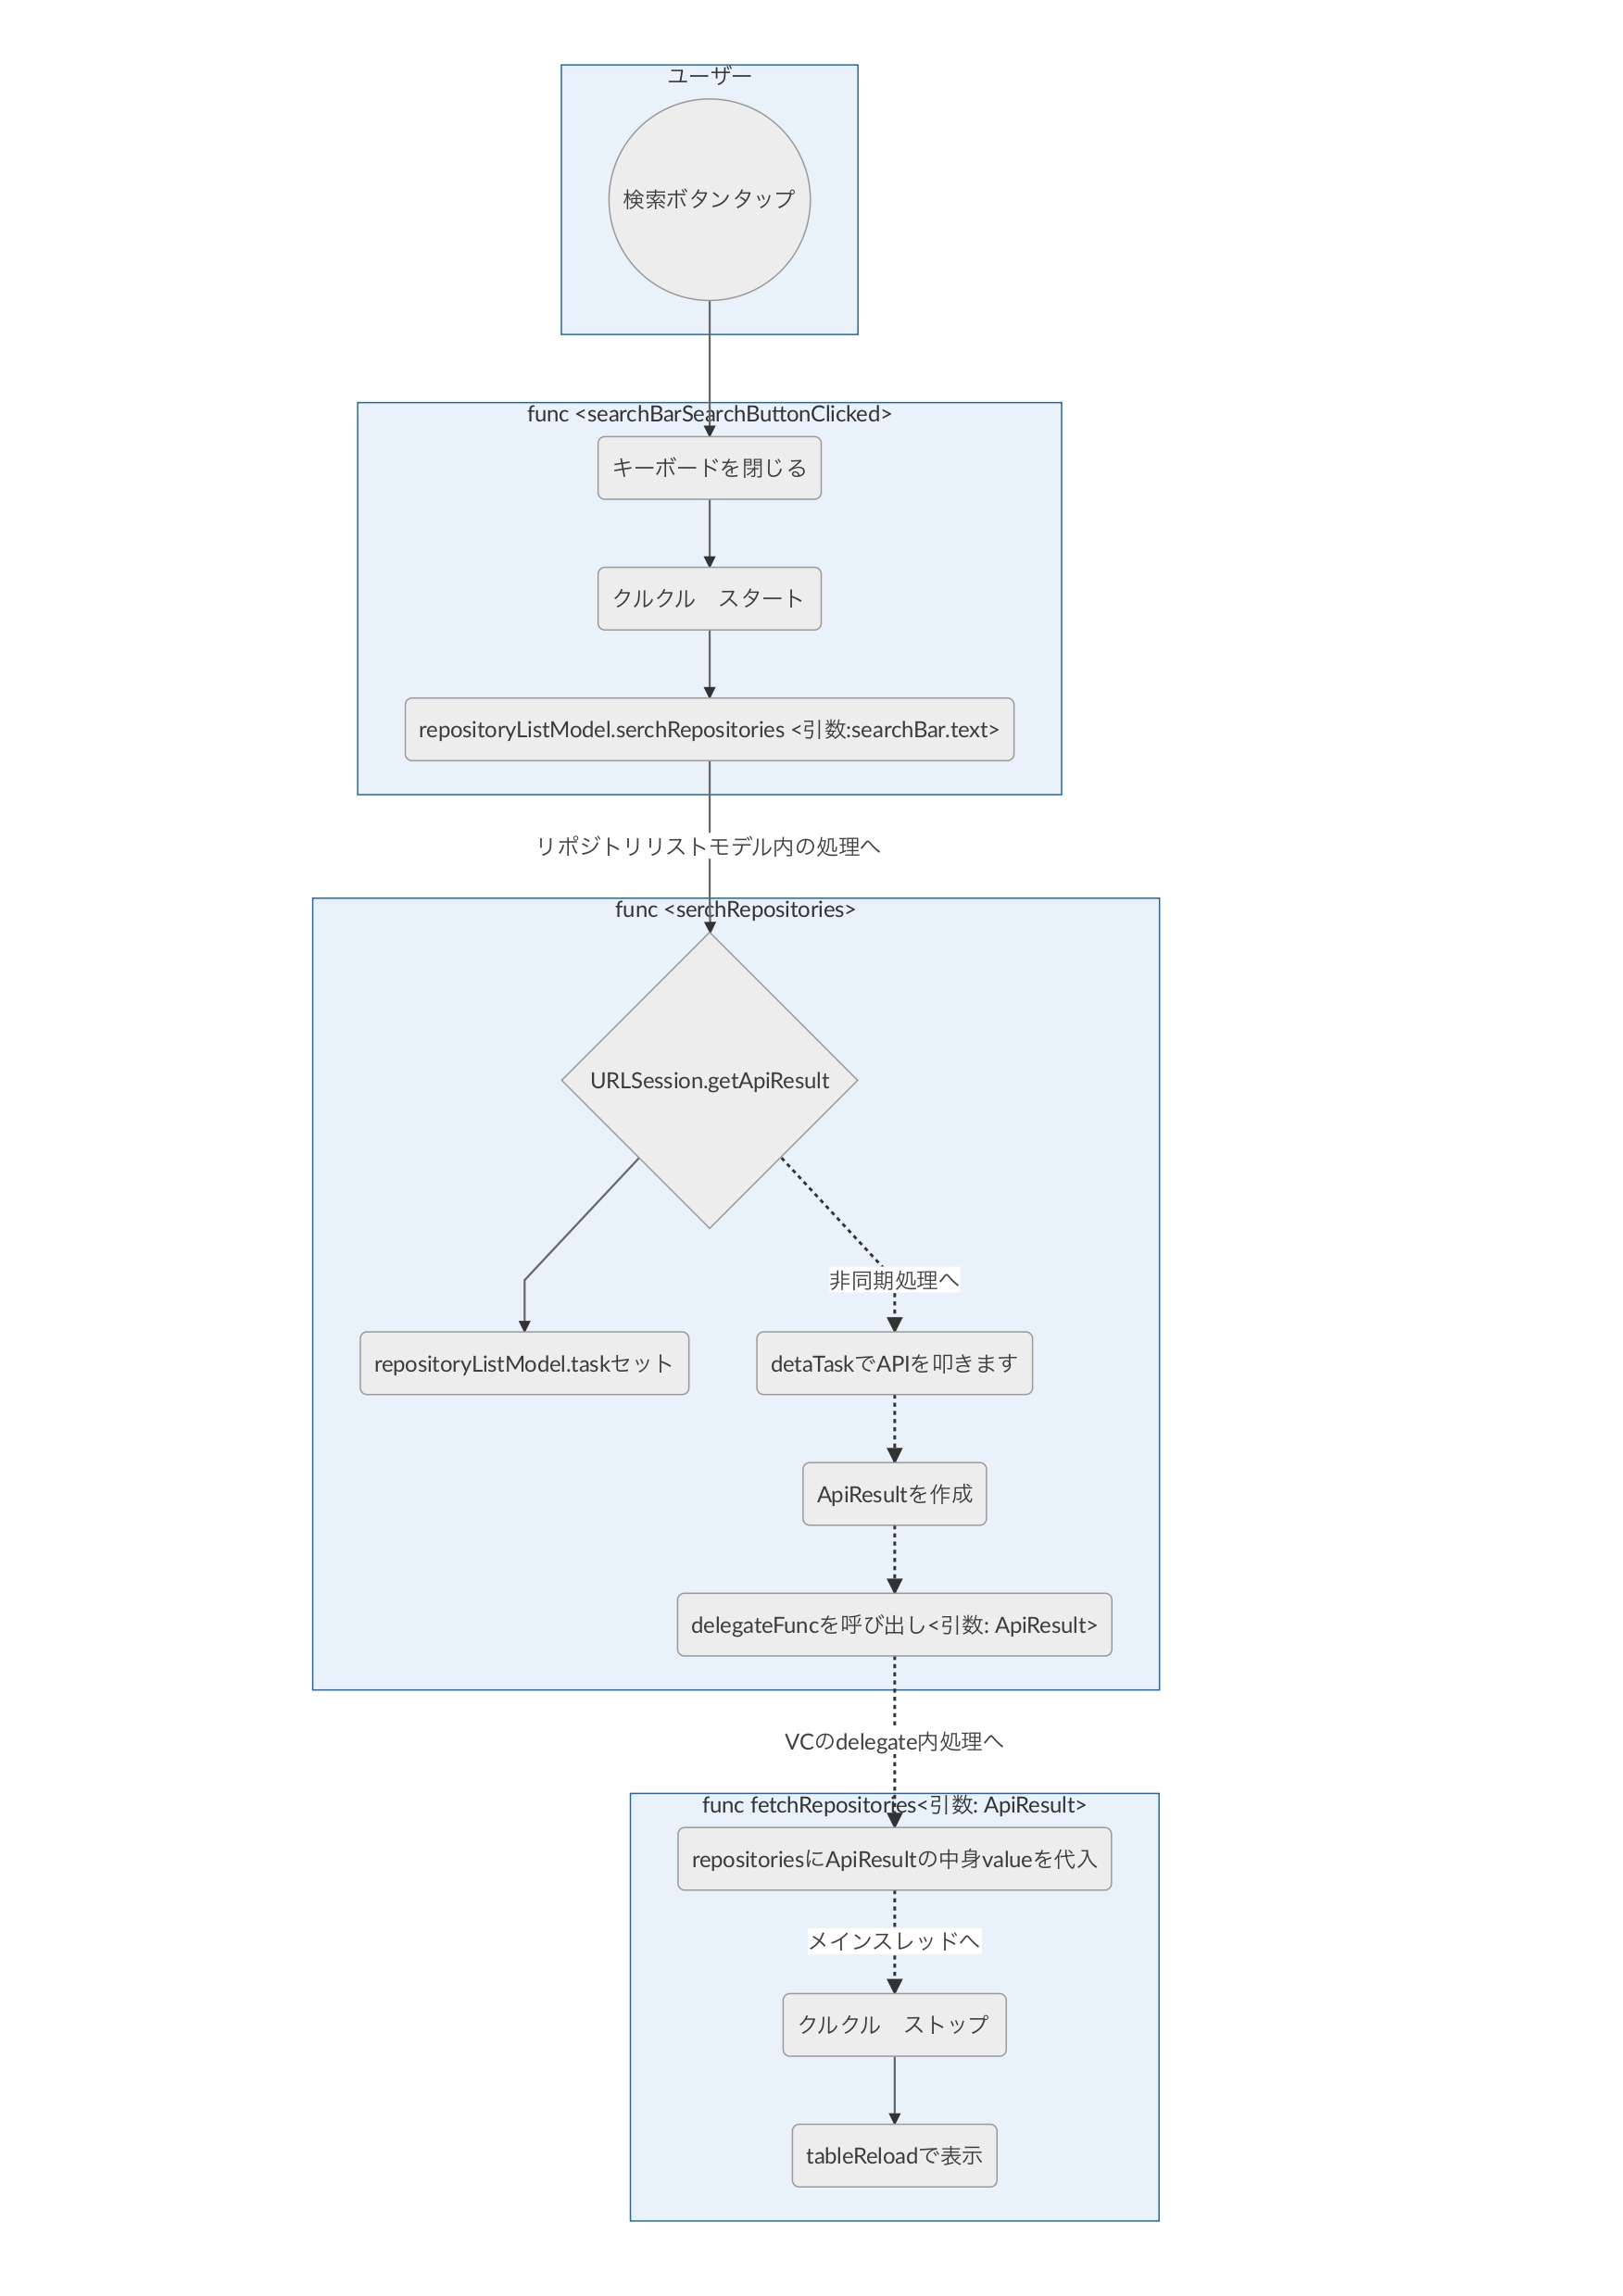 ユーザー
検索ボタンタップ
func <searchBarSearchButtonClicked>
キーボードを閉じる
クルクル　スタート
repositoryListModel.serchRepositories <引数:searchBar.text>
リポジトリリストモデル内の処理へ
func <serchRepositories>
URLSession.getApiResult
非同期処理へ
repositoryListModel.taskセット
detaTaskでAPIを叩きます
ApiResultを作成
delegateFuncを呼び出し<引数: ApiResult>
VCのdelegate内処理へ
func fetchRepositories<引数: ApiResult>
repositoriesにApiResultの中身valueを代入
メインスレッドへ
クルクル　ストップ
tableReloadで表示